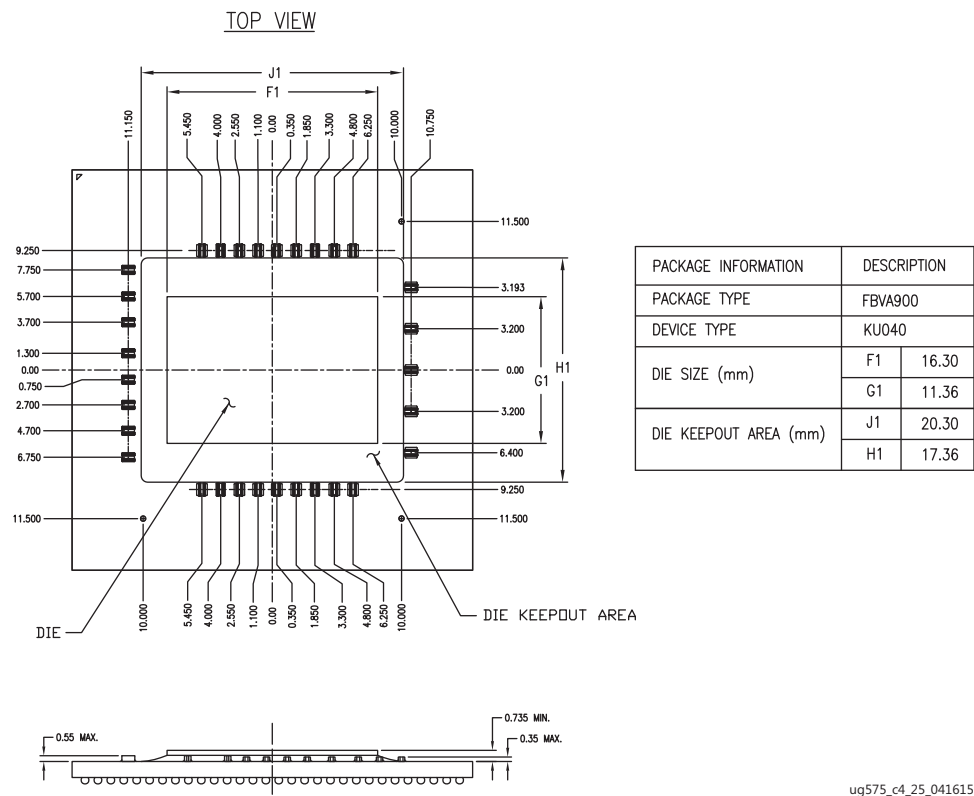 TOP VIEW
J1
F1
11.150
5.450
4.000
2.550
1.100
0.00
0.350
1.850
3.300
4.800
6.250
10.000
10.750
11.500
9.250
7.750
5.700
3.700
1.300
0.00
0.750
2.700
4.700
6.750
11.500
3.193
3.200
0.00
3.200
6.400
9.250
11.500
G1
H1
10.000
5.450
4.000
2.550
1.100
0.00
0.350
1.850
3.300
4.800
6.250
10.000
DIE
DIE KEEPOUT AREA
PACKAGE INFORMATION DESCRIPTION
PACKAGE TYPE FBVA900
DEVICE TYPE KU040
DIE SIZE (mm) F1 16.30
G1 11.36
DIE KEEPOUT AREA (mm) J1 20.30
H1 17.36
0.55 MAX.
0.735 MIN.
0.35 MAX.
ug575_c4_25_041615